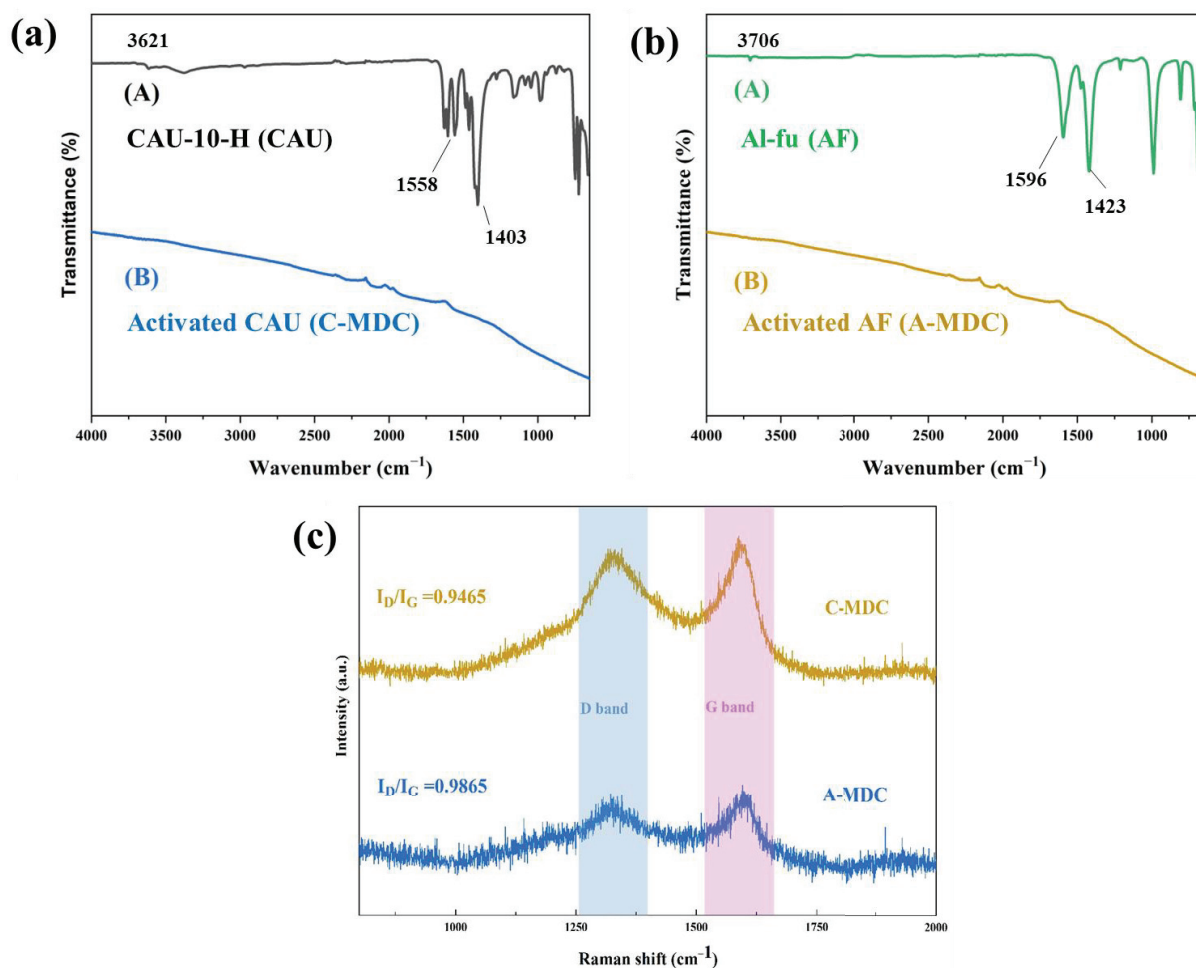 (a)
3621
(A)
CAU-10-H (CAU)
1558
1403
(B)
Activated CAU (C-MDC)
Transmittance (%)
4000 3500 3000 2500 2000 1500 1000
Wavenumber (cm⁻¹)
(b)
3706
(A)
Al-fu (AF)
1596
1423
(B)
Activated AF (A-MDC)
Transmittance (%)
4000 3500 3000 2500 2000 1500 1000
Wavenumber (cm⁻¹)
(c)
I_D/I_G =0.9465
C-MDC
D band
G band
I_D/I_G =0.9865
A-MDC
Intensity (a.u.)
1000 1250 1500 1750 2000
Raman shift (cm⁻¹)